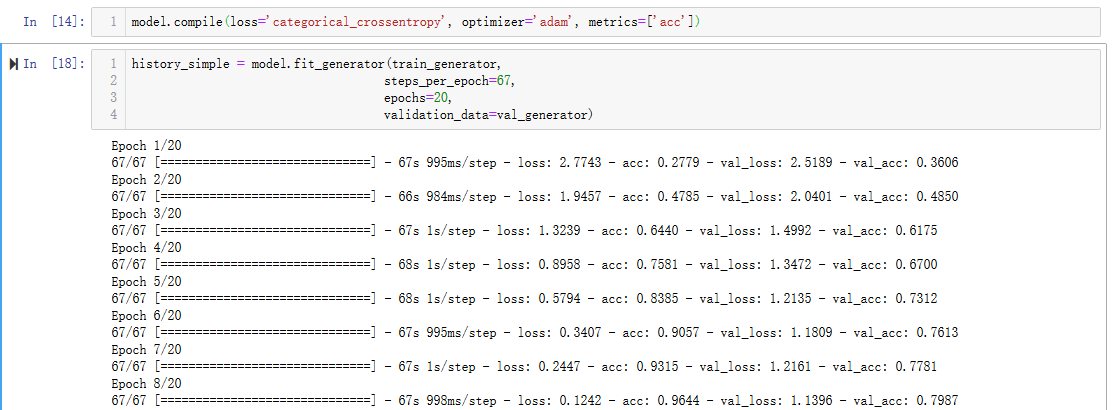 In [14]: 1 model.compile(loss='categorical_crossentropy', optimizer='adam', metrics=['acc'])
In [18]: 1 history_simple = model.fit_generator(train_generator,
2 steps_per_epoch=67,
3 epochs=20,
4 validation_data=val_generator)
Epoch 1/20
67/67 [==============================] - 67s 995ms/step - loss: 2.7743 - acc: 0.2779 - val_loss: 2.5189 - val_acc: 0.3606
Epoch 2/20
67/67 [==============================] - 66s 984ms/step - loss: 1.9457 - acc: 0.4785 - val_loss: 2.0401 - val_acc: 0.4850
Epoch 3/20
67/67 [==============================] - 67s 1s/step - loss: 1.3239 - acc: 0.6440 - val_loss: 1.4992 - val_acc: 0.6175
Epoch 4/20
67/67 [==============================] - 68s 1s/step - loss: 0.8958 - acc: 0.7581 - val_loss: 1.3472 - val_acc: 0.6700
Epoch 5/20
67/67 [==============================] - 68s 1s/step - loss: 0.5794 - acc: 0.8385 - val_loss: 1.2135 - val_acc: 0.7312
Epoch 6/20
67/67 [==============================] - 67s 995ms/step - loss: 0.3407 - acc: 0.9057 - val_loss: 1.1809 - val_acc: 0.7613
Epoch 7/20
67/67 [==============================] - 67s 1s/step - loss: 0.2447 - acc: 0.9315 - val_loss: 1.2161 - val_acc: 0.7781
Epoch 8/20
67/67 [==============================] - 67s 998ms/step - loss: 0.1242 - acc: 0.9644 - val_loss: 1.1396 - val_acc: 0.7987